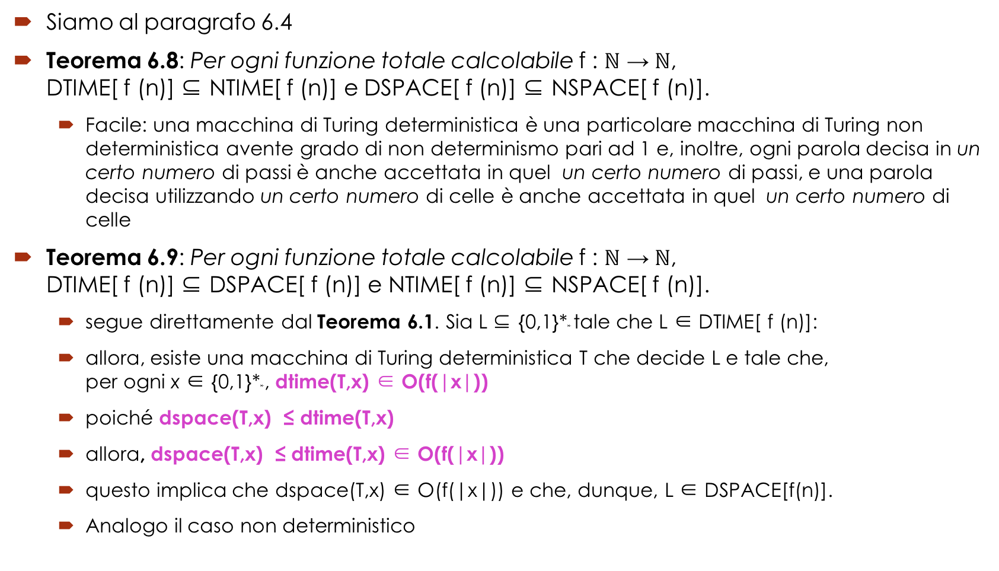 Siamo al paragrafo 6.4
Teorema 6.8: Per ogni funzione totale calcolabile f : ℕ → ℕ,
DTIME[ f (n)] ⊆ NTIME[ f (n)] e DSPACE[ f (n)] ⊆ NSPACE[ f (n)].
Facile: una macchina di Turing deterministica è una particolare macchina di Turing non
deterministica avente grado di non determinismo pari ad 1 e, inoltre, ogni parola decisa in un
certo numero di passi è anche accettata in quel un certo numero di passi, e una parola
decisa utilizzando un certo numero di celle è anche accettata in quel un certo numero di
celle
Teorema 6.9: Per ogni funzione totale calcolabile f : ℕ → ℕ,
DTIME[ f (n)] ⊆ DSPACE[ f (n)] e NTIME[ f (n)] ⊆ NSPACE[ f (n)].
segue direttamente dal Teorema 6.1. Sia L ⊆ {0,1}* tale che L ∈ DTIME[ f (n)]:
allora, esiste una macchina di Turing deterministica T che decide L e tale che,
per ogni x ∈ {0,1}*, dtime(T,x) ∈ O(f(|x|))
poiché dspace(T,x) ≤ dtime(T,x)
allora, dspace(T,x) ≤ dtime(T,x) ∈ O(f(|x|))
questo implica che dspace(T,x) ∈ O(f(|x|)) e che, dunque, L ∈ DSPACE[f(n)].
Analogo il caso non deterministico